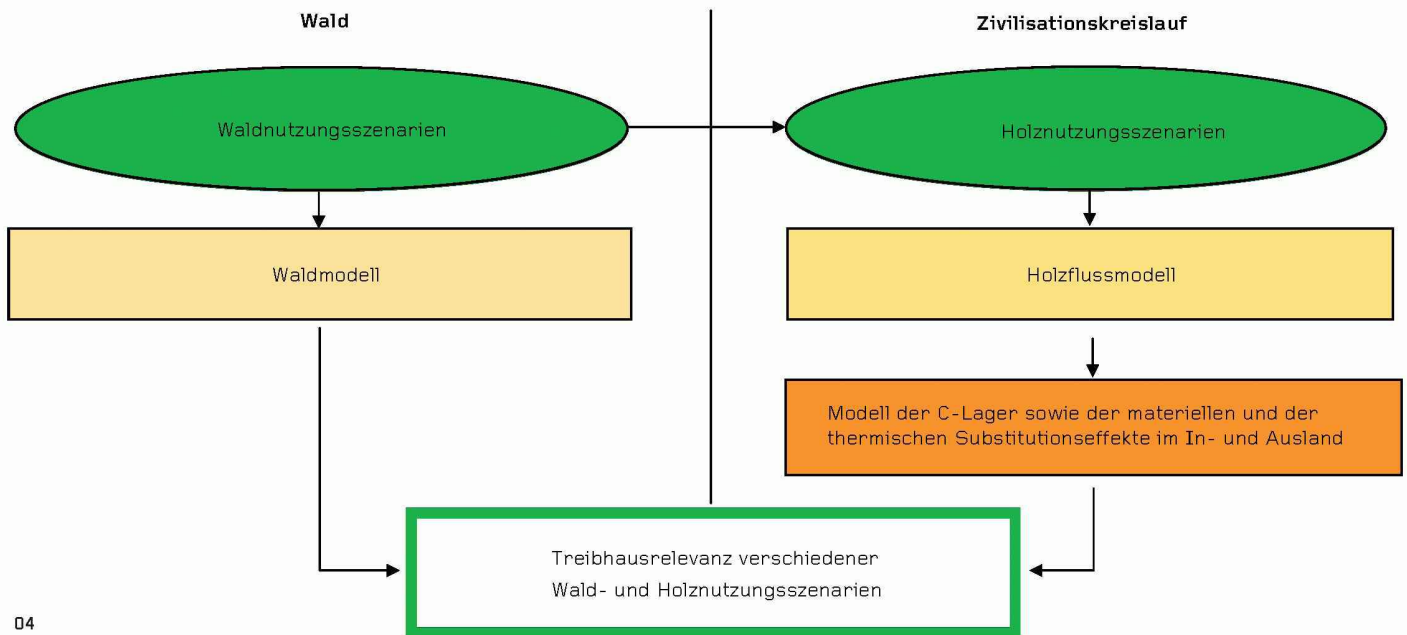 Wald
Zivilisationskreislauf
Waldnutzungsszenarien
Holznutzungsszenarien
Waldmodell
Holzflussmodell
Modell der C-Lager sowie der materiellen und der
thermischen Substitutionseffekte im In- und Ausland
Treibhausrelevanz verschiedener
Wald- und Holznutzungsszenarien
04